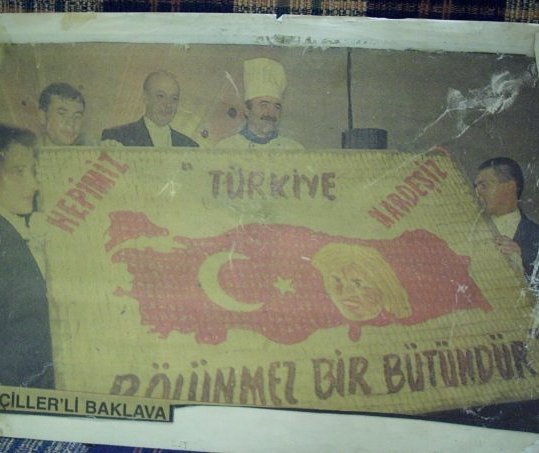 HEPİMİZ
TÜRKİYE
KARDEŞİZ
BÖLÜNMEZ BİR BÜTÜNDÜR
ÇİLLER'Lİ BAKLAVA